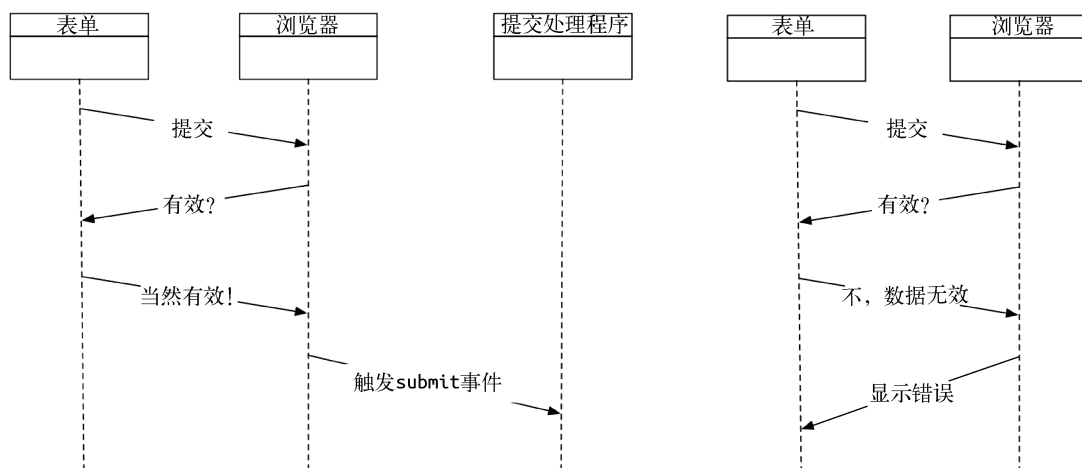 表单
浏览器
提交处理程序
提交
有效?
当然有效!
触发submit事件
表单
浏览器
提交
有效?
不，数据无效
显示错误